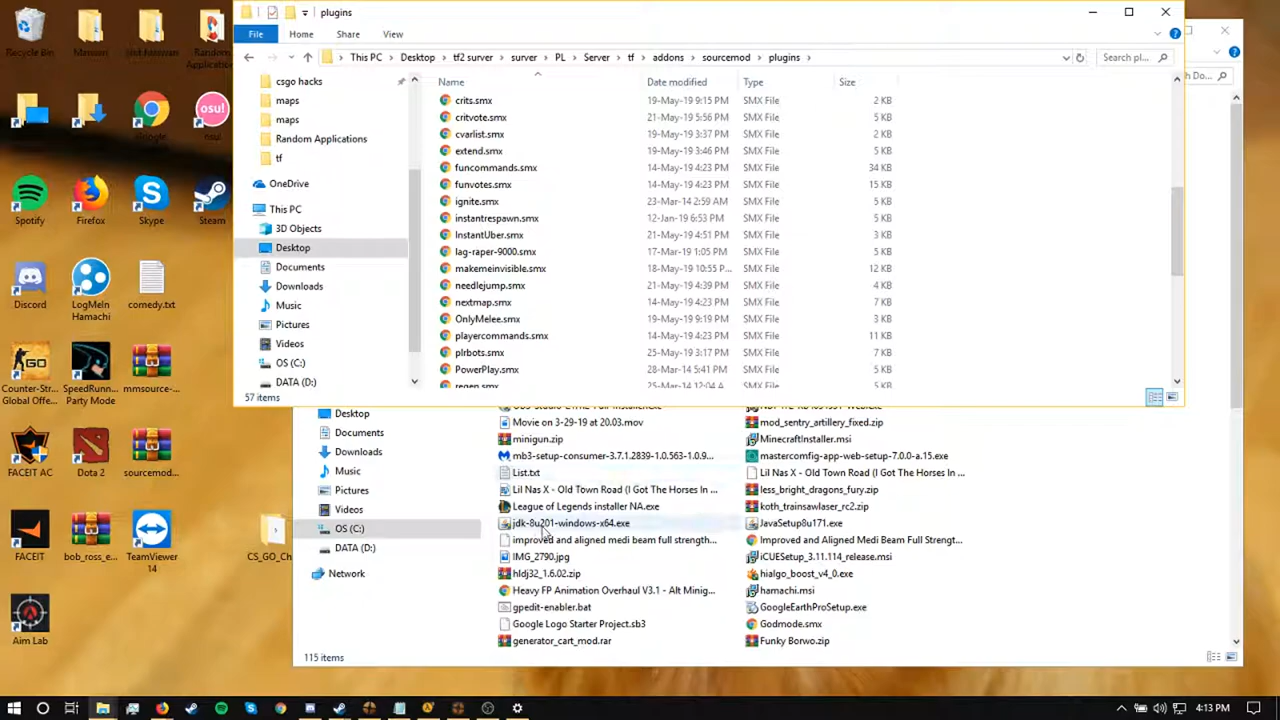 plugins
File Home Share View
This PC Desktop tf2 server server PL Server tf addons sourcemod plugins
Search pl...
Name Date modified Type Size
crits.smx 19-May-19 9:15 PM SMX File 2 KB
critvote.smx 21-May-19 5:56 PM SMX File 5 KB
cvarlist.smx 19-May-19 3:37 PM SMX File 2 KB
extend.smx 19-May-19 3:46 PM SMX File 5 KB
funcommands.smx 14-May-19 4:23 PM SMX File 34 KB
funvotes.smx 14-May-19 4:23 PM SMX File 15 KB
ignite.smx 23-Mar-14 2:59 AM SMX File 5 KB
instantrespawn.smx 12-Jan-19 6:53 PM SMX File 5 KB
InstantUber.smx 21-May-19 4:51 PM SMX File 5 KB
lag-raper-9000.smx 17-Mar-19 1:05 PM SMX File 5 KB
makemeinvisible.smx 18-May-19 10:55 P... SMX File 12 KB
needlejump.smx 21-May-19 4:39 PM SMX File 4 KB
nextmap.smx 14-May-19 4:23 PM SMX File 7 KB
OnlyMelee.smx 19-May-19 9:19 PM SMX File 3 KB
playercommands.smx 14-May-19 4:23 PM SMX File 11 KB
plrbots.smx 25-May-19 3:17 PM SMX File 7 KB
PowerPlay.smx 28-Mar-14 5:41 PM SMX File 5 KB
regen.smx 25-Mar-14 12:04 A... SMX File 5 KB
57 items
csgo hacks
maps
maps
Random Applications
tf
OneDrive
This PC
3D Objects
Desktop
Documents
Downloads
Music
Pictures
Videos
OS (C:)
DATA (D:)
h Do...
Desktop
Documents
Downloads
Music
Pictures
Videos
OS (C:)
DATA (D:)
Network
Movie on 3-29-19 at 20.03.mov mod_sentry_artillery_fixed.zip
minigun.zip MinecraftInstaller.msi
mb3-setup-consumer-3.7.1.2839-1.0.563-1.0.9... mastercomfig-app-web-setup-7.0.0-a.15.exe
List.txt Lil Nas X - Old Town Road (I Got The Horses In ...
Lil Nas X - Old Town Road (I Got The Horses In ... less_bright_dragons_fury.zip
League of Legends installer NA.exe koth_trainsawlaser_rc2.zip
jdk-8u201-windows-x64.exe JavaSetup8u171.exe
improved and aligned medi beam full strength... Improved and Aligned Medi Beam Full Strengt...
IMG_2790.jpg iCUESetup_3.11.114_release.msi
hldj32_1.6.02.zip hialgo_boost_v4_0.exe
Heavy FP Animation Overhaul V3.1 - Alt Minig... hamachi.msi
gpedit-enabler.bat GoogleEarthProSetup.exe
Google Logo Starter Project.sb3 Godmode.smx
generator_cart_mod.rar Funky Borwo.zip
115 items
Recycle Bin
Random Applicatio...
osu!
osu!
Spotify Firefox Skype Steam
Discord LogMeIn Hamachi comedy.txt
Counter-Str... Global Offe... SpeedRunn... Party Mode mmsource-...
FACEIT AC Dota 2 sourcemod...
FACEIT bob_ross_e... TeamViewer 14 CS_GO_Ch
Aim Lab
4:13 PM